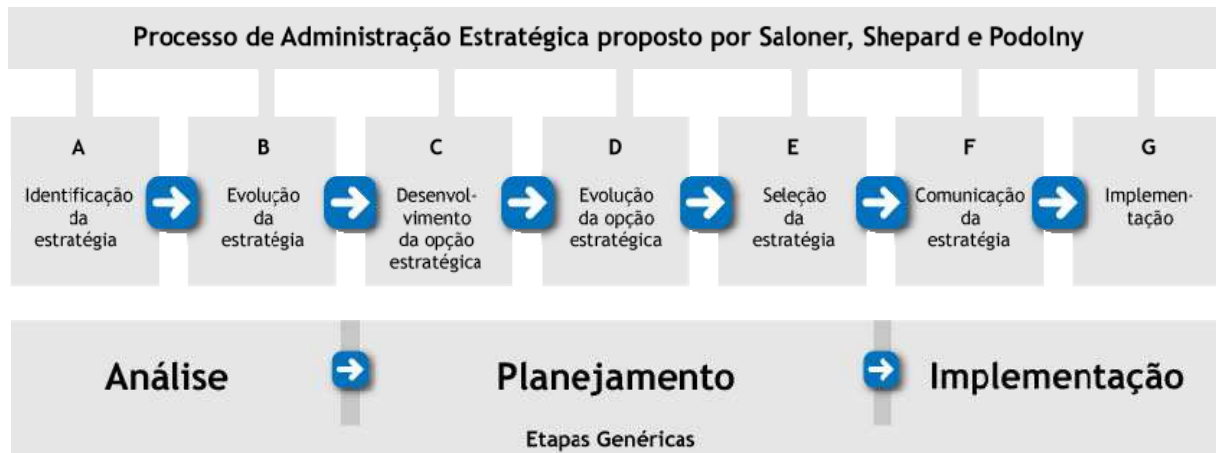 Processo de Administração Estratégica proposto por Saloner, Shepard e Podolny
A
Identificação
da
estratégia
B
Evolução
da
estratégia
C
Desenvol-
vimento
da opção
estratégica
D
Evolução
da opção
estratégica
E
Seleção
da
estratégia
F
Comunicação
da
estratégia
G
Implemen-
tação
Análise
Planejamento
Implementação
Etapas Genéricas